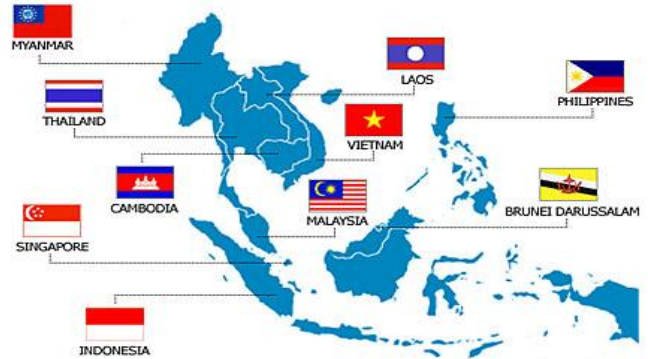 MYANMAR
LAOS
PHILIPPINES
THAILAND
VIETNAM
CAMBODIA
MALAYSIA
BRUNEI DARUSSALAM
SINGAPORE
INDONESIA